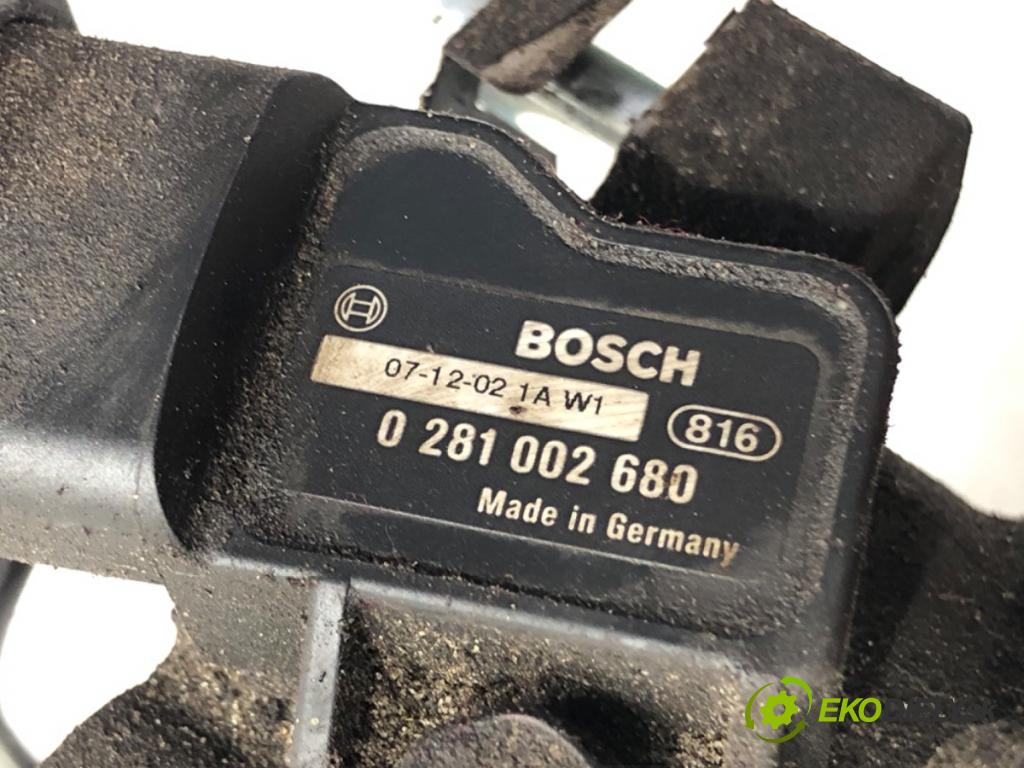 BOSCH
07-12-02 1A W1
816
0 281 002 680
Made in Germany
EKO